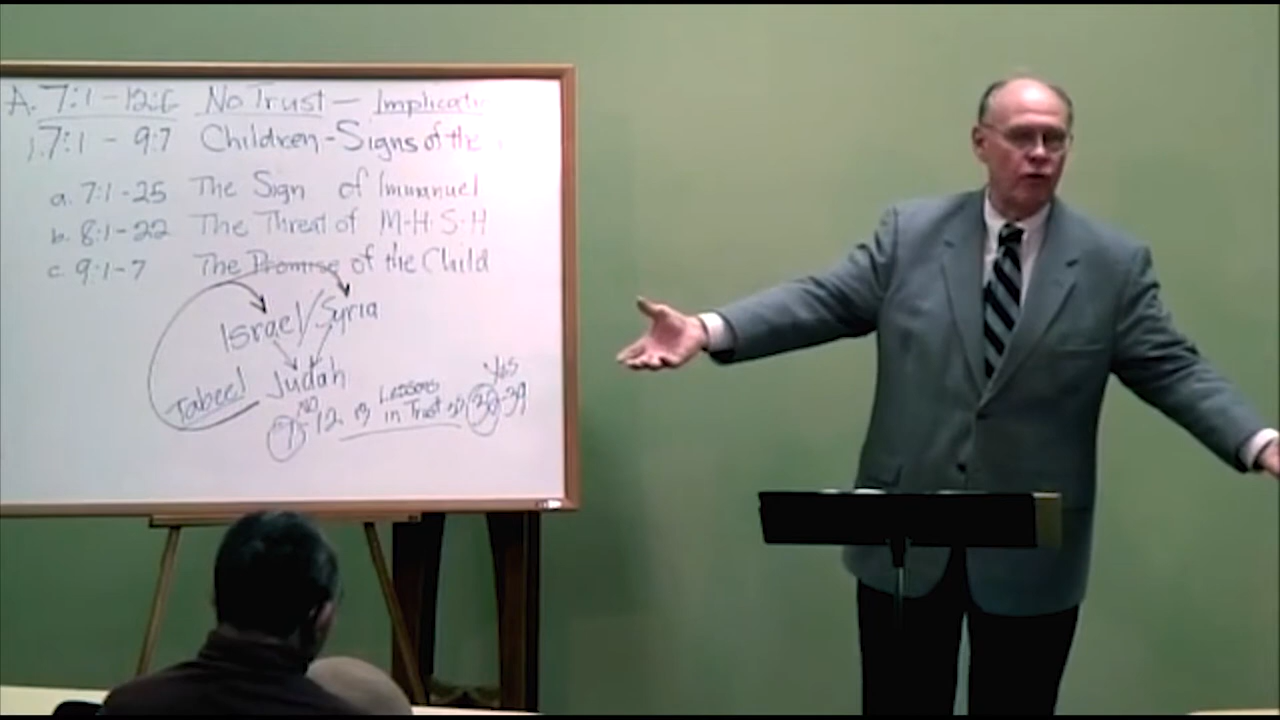 A. 7:1 - 12:6 No Trust - Implicati
1. 7:1 - 9:7 Children - Signs of the
a. 7:1-25 The Sign of Immanuel
b. 8:1-22 The Threat of M-H-S-H
c. 9:1-7 The Promise of the Child
Israel/Syria
Tabeel Judah
No Lessons Yes
7-12 in Trust 36-39